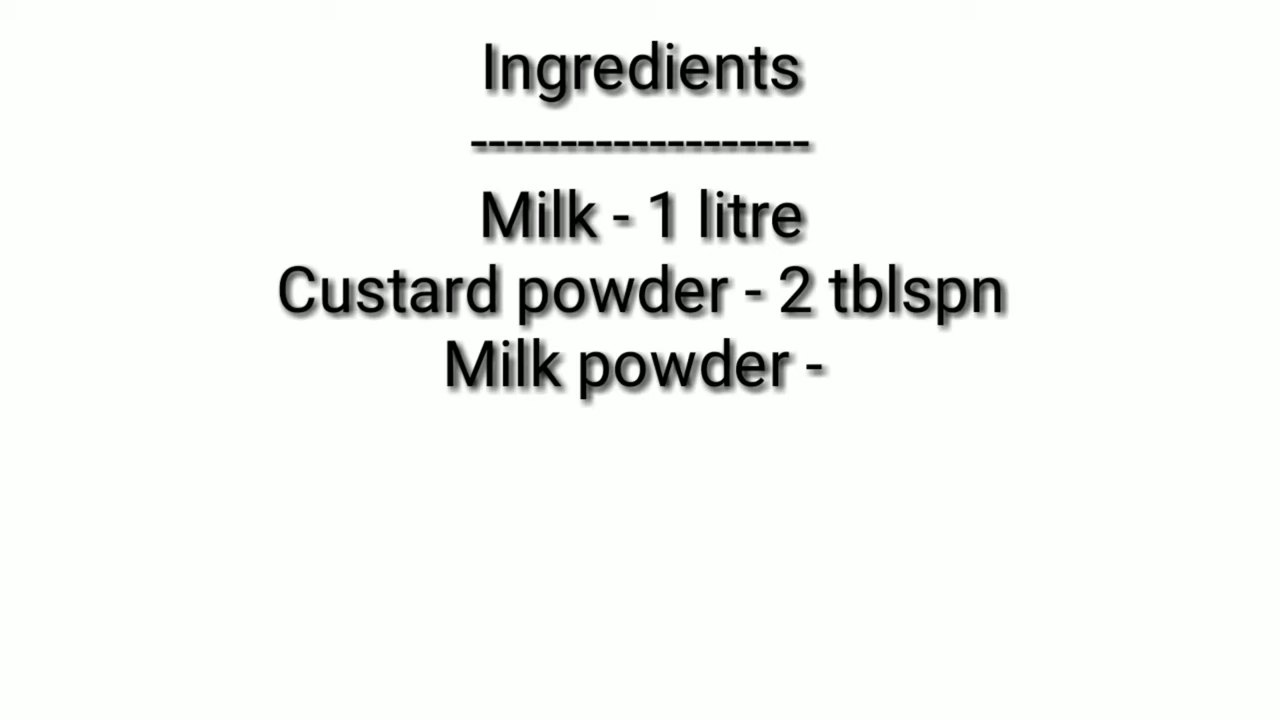 Ingredients
-------------------
Milk - 1 litre
Custard powder - 2 tblspn
Milk powder -